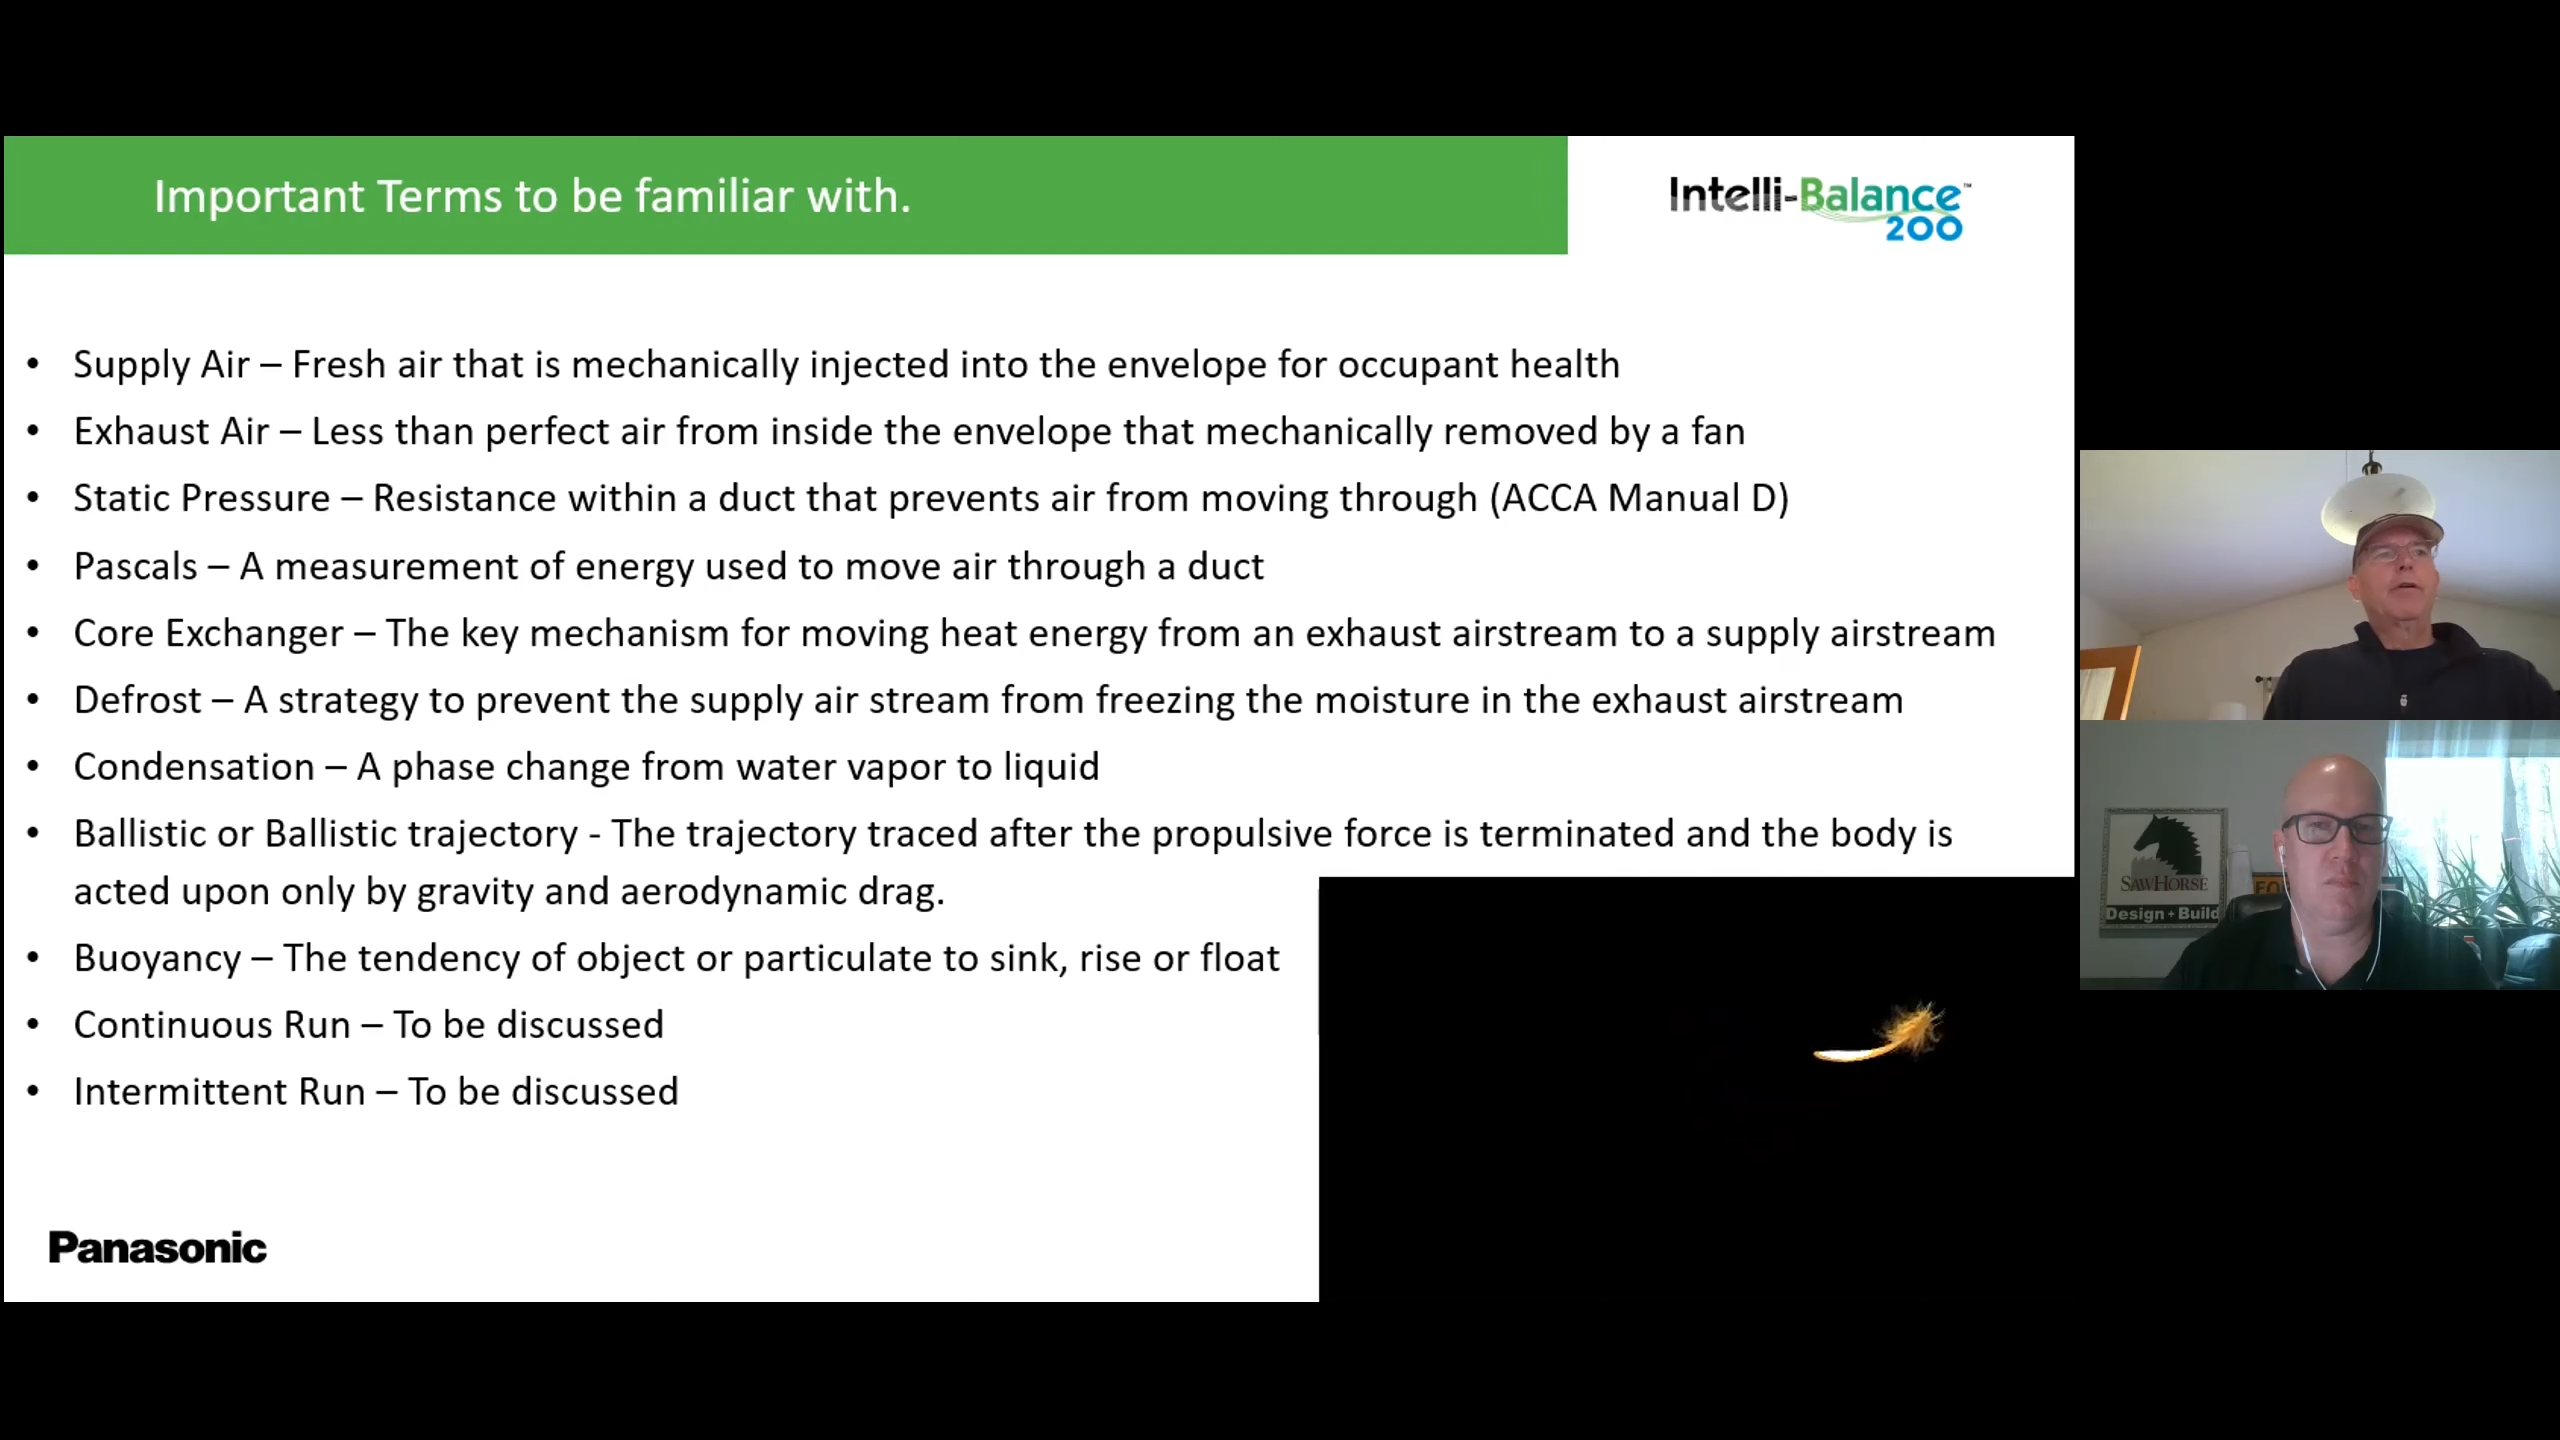 Important Terms to be familiar with.
Intelli-Balance™
200
• Supply Air – Fresh air that is mechanically injected into the envelope for occupant health
• Exhaust Air – Less than perfect air from inside the envelope that mechanically removed by a fan
• Static Pressure – Resistance within a duct that prevents air from moving through (ACCA Manual D)
• Pascals – A measurement of energy used to move air through a duct
• Core Exchanger – The key mechanism for moving heat energy from an exhaust airstream to a supply airstream
• Defrost – A strategy to prevent the supply air stream from freezing the moisture in the exhaust airstream
• Condensation – A phase change from water vapor to liquid
• Ballistic or Ballistic trajectory - The trajectory traced after the propulsive force is terminated and the body is
acted upon only by gravity and aerodynamic drag.
• Buoyancy – The tendency of object or particulate to sink, rise or float
• Continuous Run – To be discussed
• Intermittent Run – To be discussed
Panasonic
SAWHORSE
Design + Build